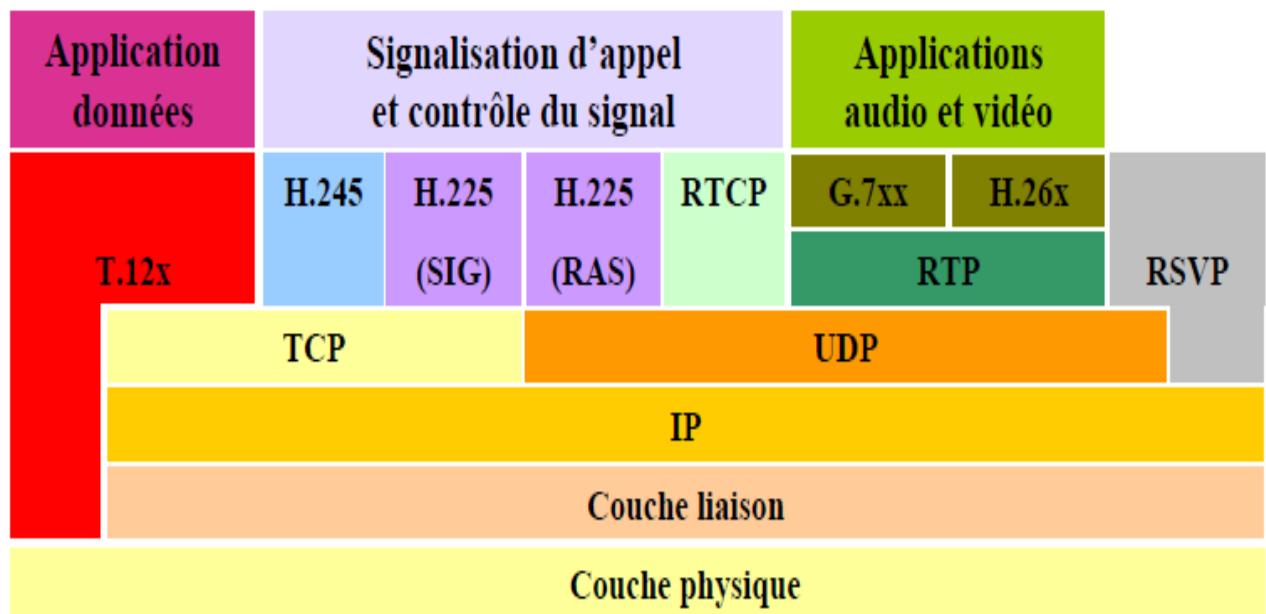 Application
données
Signalisation d’appel
et contrôle du signal
Applications
audio et vidéo
T.12x
H.245
H.225
(SIG)
H.225
(RAS)
RTCP
G.7xx
H.26x
RTP
RSVP
TCP
UDP
IP
Couche liaison
Couche physique